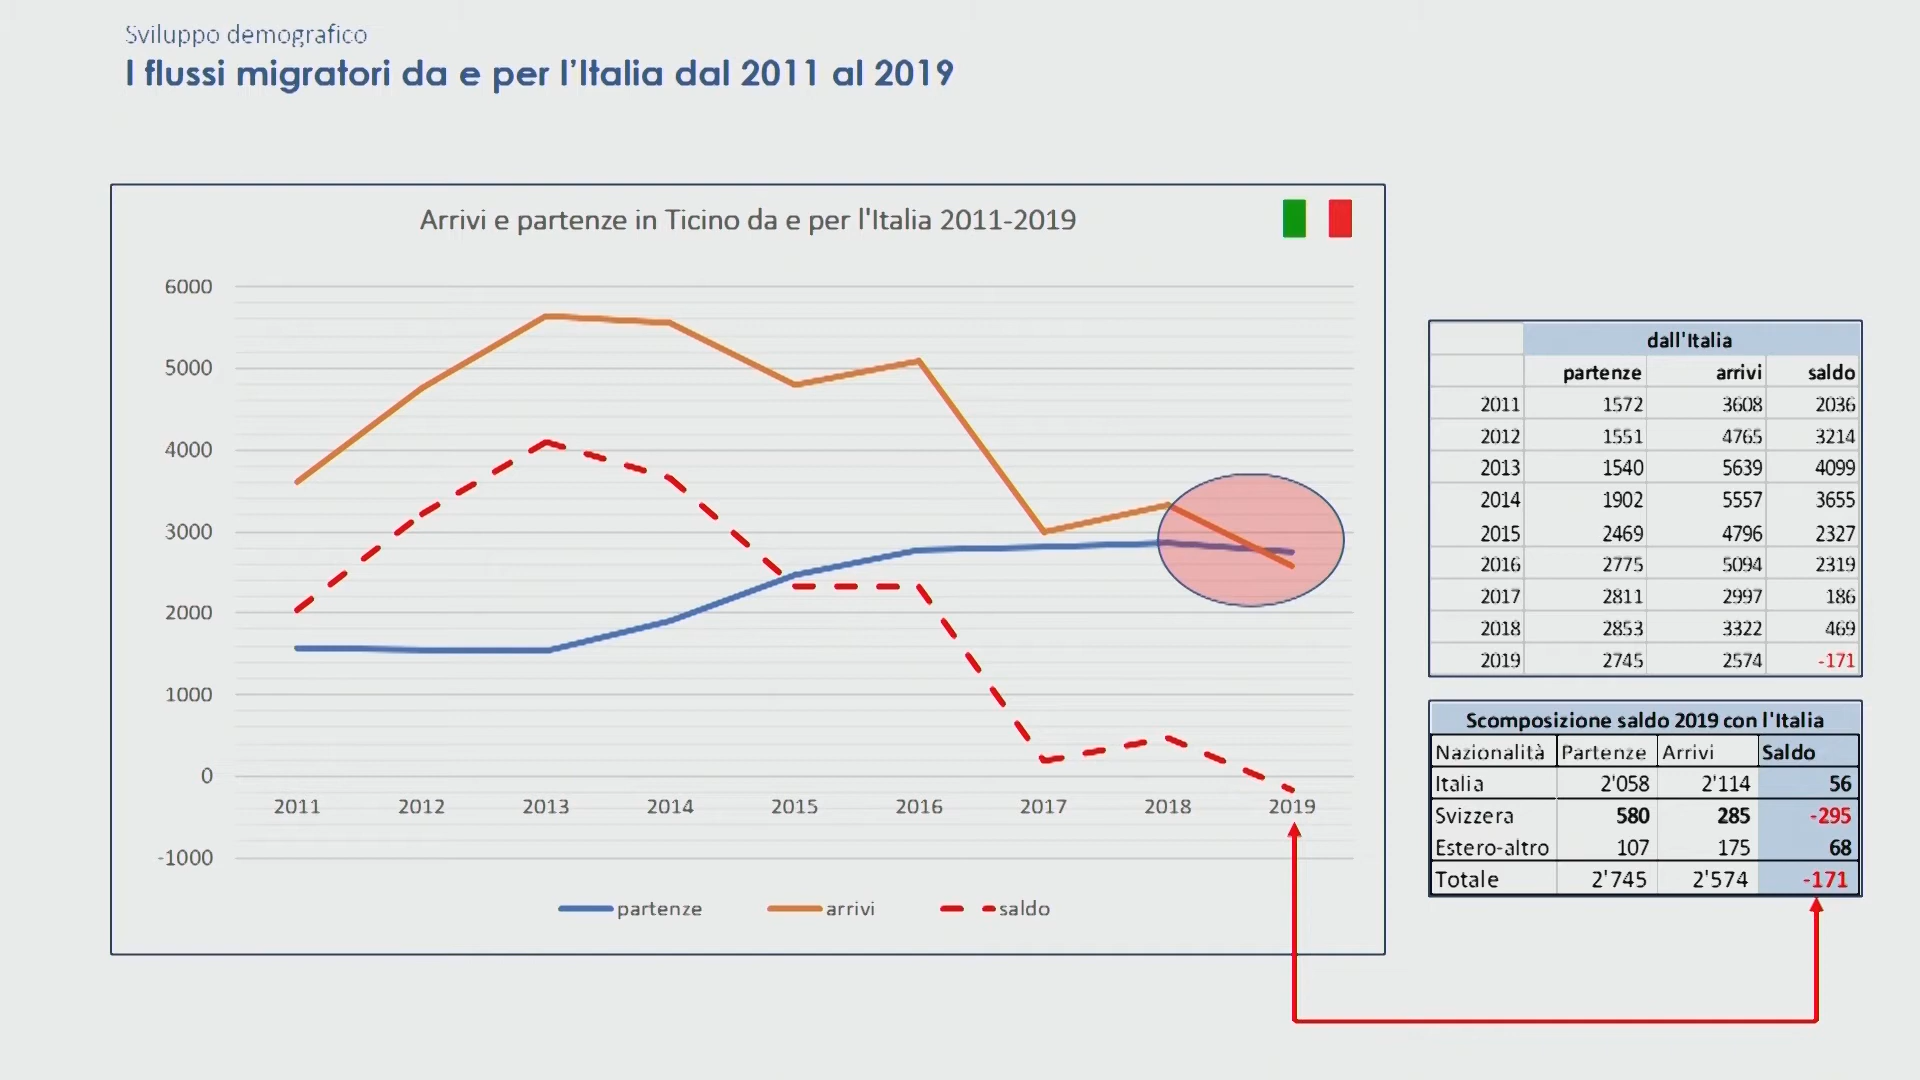 Sviluppo demografico
I flussi migratori da e per l'Italia dal 2011 al 2019
Arrivi e partenze in Ticino da e per l'Italia 2011-2019
6000
5000
4000
3000
2000
1000
0
-1000
2011 2012 2013 2014 2015 2016 2017 2018 2019
partenze arrivi saldo
dall'Italia
partenze arrivi saldo
2011 1572 3608 2036
2012 1551 4765 3214
2013 1540 5639 4099
2014 1902 5557 3655
2015 2469 4796 2327
2016 2775 5094 2319
2017 2811 2997 186
2018 2853 3322 469
2019 2745 2574 -171
Scomposizione saldo 2019 con l'Italia
Nazionalità Partenze Arrivi Saldo
Italia 2'058 2'114 56
Svizzera 580 285 -295
Estero-altro 107 175 68
Totale 2'745 2'574 -171